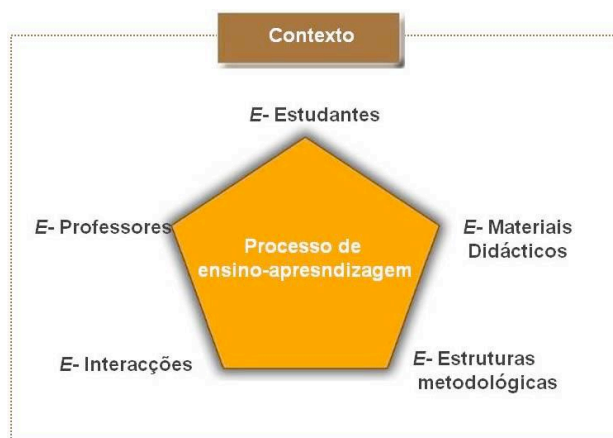 Contexto
E- Estudantes
E- Professores
E- Materiais
Didácticos
Processo de
ensino-apresndizagem
E- Interacções
E- Estruturas
metodológicas